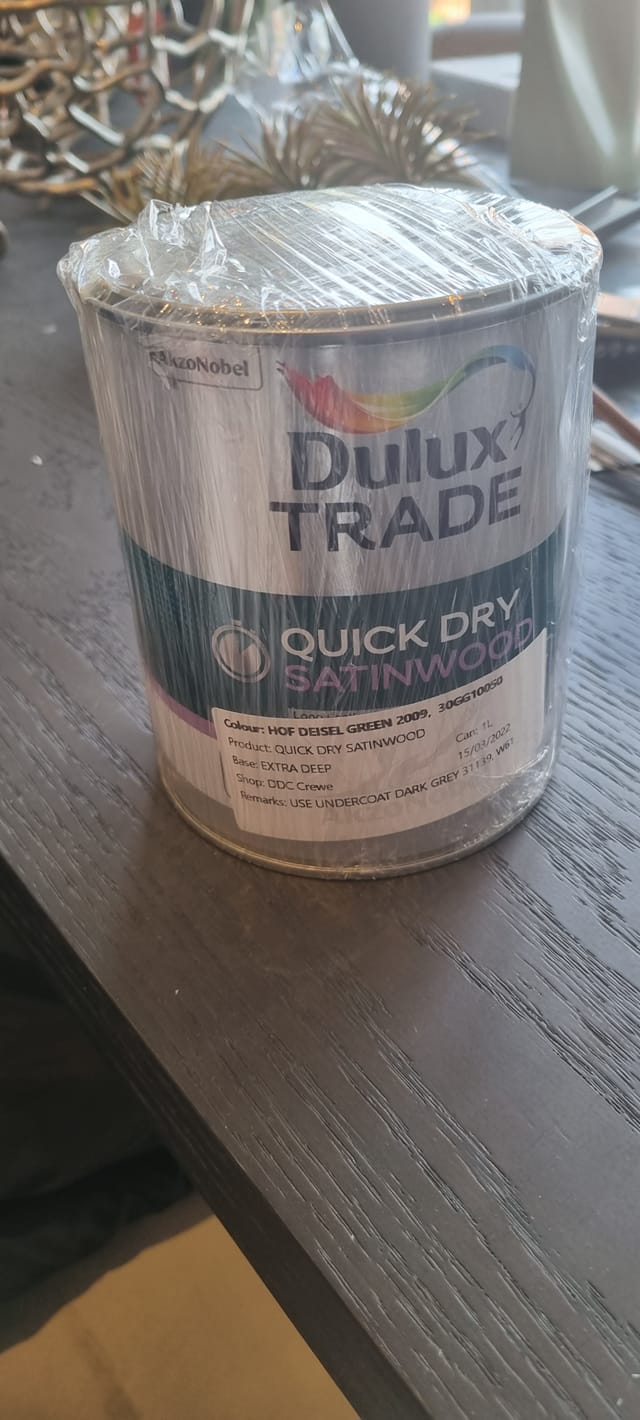 AkzoNobel
Dulux
TRADE
QUICK DRY
SATINWOOD
Colour: HOF DEISEL GREEN 2009, 30GG10050
Product: QUICK DRY SATINWOOD Can: 1L
Base: EXTRA DEEP 15/03/2022
Shop: DDC Crewe
Remarks: USE UNDERCOAT DARK GREY 31139, W61